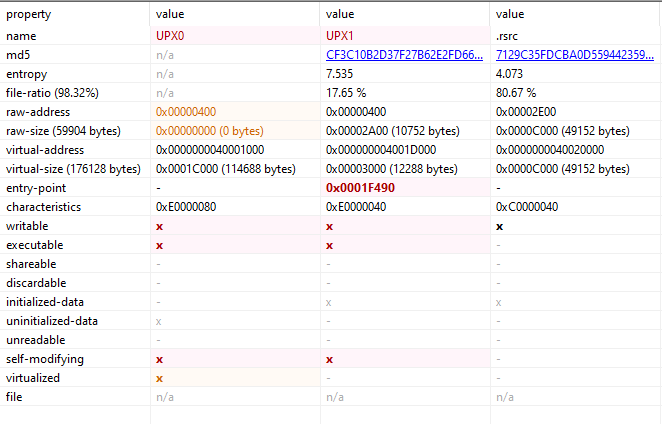 property value value value
name UPX0 UPX1 .rsrc
md5 n/a CF3C10B2D37F27B62E2FD66... 7129C35FDCBA0D559442359...
entropy n/a 7.535 4.073
file-ratio (98.32%) n/a 17.65 % 80.67 %
raw-address 0x00000400 0x00000400 0x00002E00
raw-size (59904 bytes) 0x00000000 (0 bytes) 0x00002A00 (10752 bytes) 0x0000C000 (49152 bytes)
virtual-address 0x0000000040001000 0x000000004001D000 0x0000000040020000
virtual-size (176128 bytes) 0x0001C000 (114688 bytes) 0x00003000 (12288 bytes) 0x0000C000 (49152 bytes)
entry-point - 0x0001F490 -
characteristics 0xE0000080 0xE0000040 0xC0000040
writable x x x
executable x x -
shareable - - -
discardable - - -
initialized-data - x x
uninitialized-data x - -
unreadable - - -
self-modifying x x -
virtualized x - -
file n/a n/a n/a